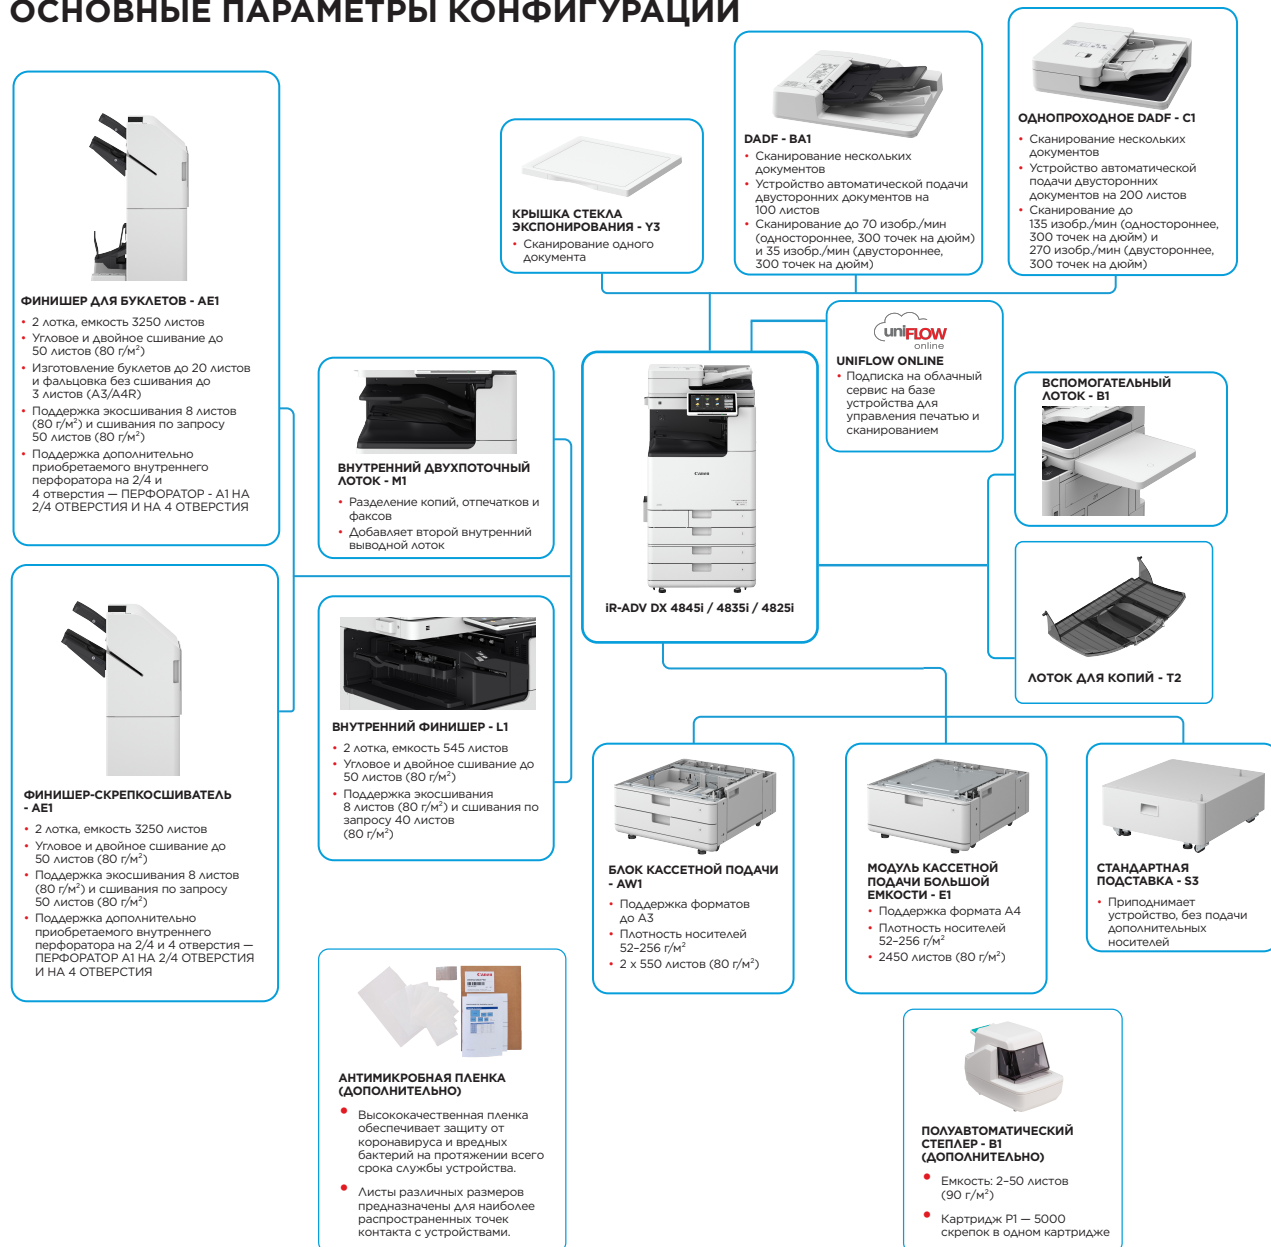 ОСНОВНЫЕ ПАРАМЕТРЫ КОНФИГУРАЦИИ
ФИНИШЕР ДЛЯ БУКЛЕТОВ - AE1
• 2 лотка, емкость 3250 листов
• Угловое и двойное сшивание до
50 листов (80 г/м²)
• Изготовление буклетов до 20 листов
и фальцовка без сшивания до
3 листов (A3/A4R)
• Поддержка экосшивания 8 листов
(80 г/м²) и сшивания по запросу
50 листов (80 г/м²)
• Поддержка дополнительно
приобретаемого внутреннего
перфоратора на 2/4 и
4 отверстия — ПЕРФОРАТОР - A1 НА
2/4 ОТВЕРСТИЯ И НА 4 ОТВЕРСТИЯ
ФИНИШЕР-СКРЕПКОСШИВАТЕЛЬ
- AE1
• 2 лотка, емкость 3250 листов
• Угловое и двойное сшивание до
50 листов (80 г/м²)
• Поддержка экосшивания 8 листов
(80 г/м²) и сшивания по запросу
50 листов (80 г/м²)
• Поддержка дополнительно
приобретаемого внутреннего
перфоратора на 2/4 и 4 отверстия —
ПЕРФОРАТОР A1 НА 2/4 ОТВЕРСТИЯ
И НА 4 ОТВЕРСТИЯ
КРЫШКА СТЕКЛА
ЭКСПОНИРОВАНИЯ - Y3
• Сканирование одного
документа
DADF - BA1
• Сканирование нескольких
документов
• Устройство автоматической подачи
двусторонних документов на
100 листов
• Сканирование до 70 изобр./мин
(одностороннее, 300 точек на дюйм)
и 35 изобр./мин (двустороннее,
300 точек на дюйм)
ОДНОПРОХОДНОЕ DADF - C1
• Сканирование нескольких
документов
• Устройство автоматической
подачи двусторонних
документов на 200 листов
• Сканирование до
135 изобр./мин (одностороннее,
300 точек на дюйм) и
270 изобр./мин (двустороннее,
300 точек на дюйм)
uniFLOW
online
UNIFLOW ONLINE
• Подписка на облачный
сервис на базе
устройства для
управления печатью и
сканированием
ВНУТРЕННИЙ ДВУХПОТОЧНЫЙ
ЛОТОК - M1
• Разделение копий, отпечатков и
факсов
• Добавляет второй внутренний
выводной лоток
ВНУТРЕННИЙ ФИНИШЕР - L1
• 2 лотка, емкость 545 листов
• Угловое и двойное сшивание до
50 листов (80 г/м²)
• Поддержка экосшивания
8 листов (80 г/м²) и сшивания по
запросу 40 листов
(80 г/м²)
Canon
iR-ADV DX 4845i / 4835i / 4825i
ВСПОМОГАТЕЛЬНЫЙ
ЛОТОК - B1
ЛОТОК ДЛЯ КОПИЙ - T2
БЛОК КАССЕТНОЙ ПОДАЧИ
- AW1
• Поддержка форматов
до A3
• Плотность носителей
52–256 г/м²
• 2 x 550 листов (80 г/м²)
МОДУЛЬ КАССЕТНОЙ
ПОДАЧИ БОЛЬШОЙ
ЕМКОСТИ - E1
• Поддержка формата A4
• Плотность носителей
52–256 г/м²
• 2450 листов (80 г/м²)
СТАНДАРТНАЯ
ПОДСТАВКА - S3
• Приподнимает
устройство, без подачи
дополнительных
носителей
Canon
АНТИМИКРОБНАЯ ПЛЕНКА
(ДОПОЛНИТЕЛЬНО)
• Высококачественная пленка
обеспечивает защиту от
коронавируса и вредных
бактерий на протяжении всего
срока службы устройства.
• Листы различных размеров
предназначены для наиболее
распространенных точек
контакта с устройствами.
ПОЛУАВТОМАТИЧЕСКИЙ
СТЕПЛЕР - B1
(ДОПОЛНИТЕЛЬНО)
• Емкость: 2–50 листов
(90 г/м²)
• Картридж P1 — 5000
скрепок в одном картридже